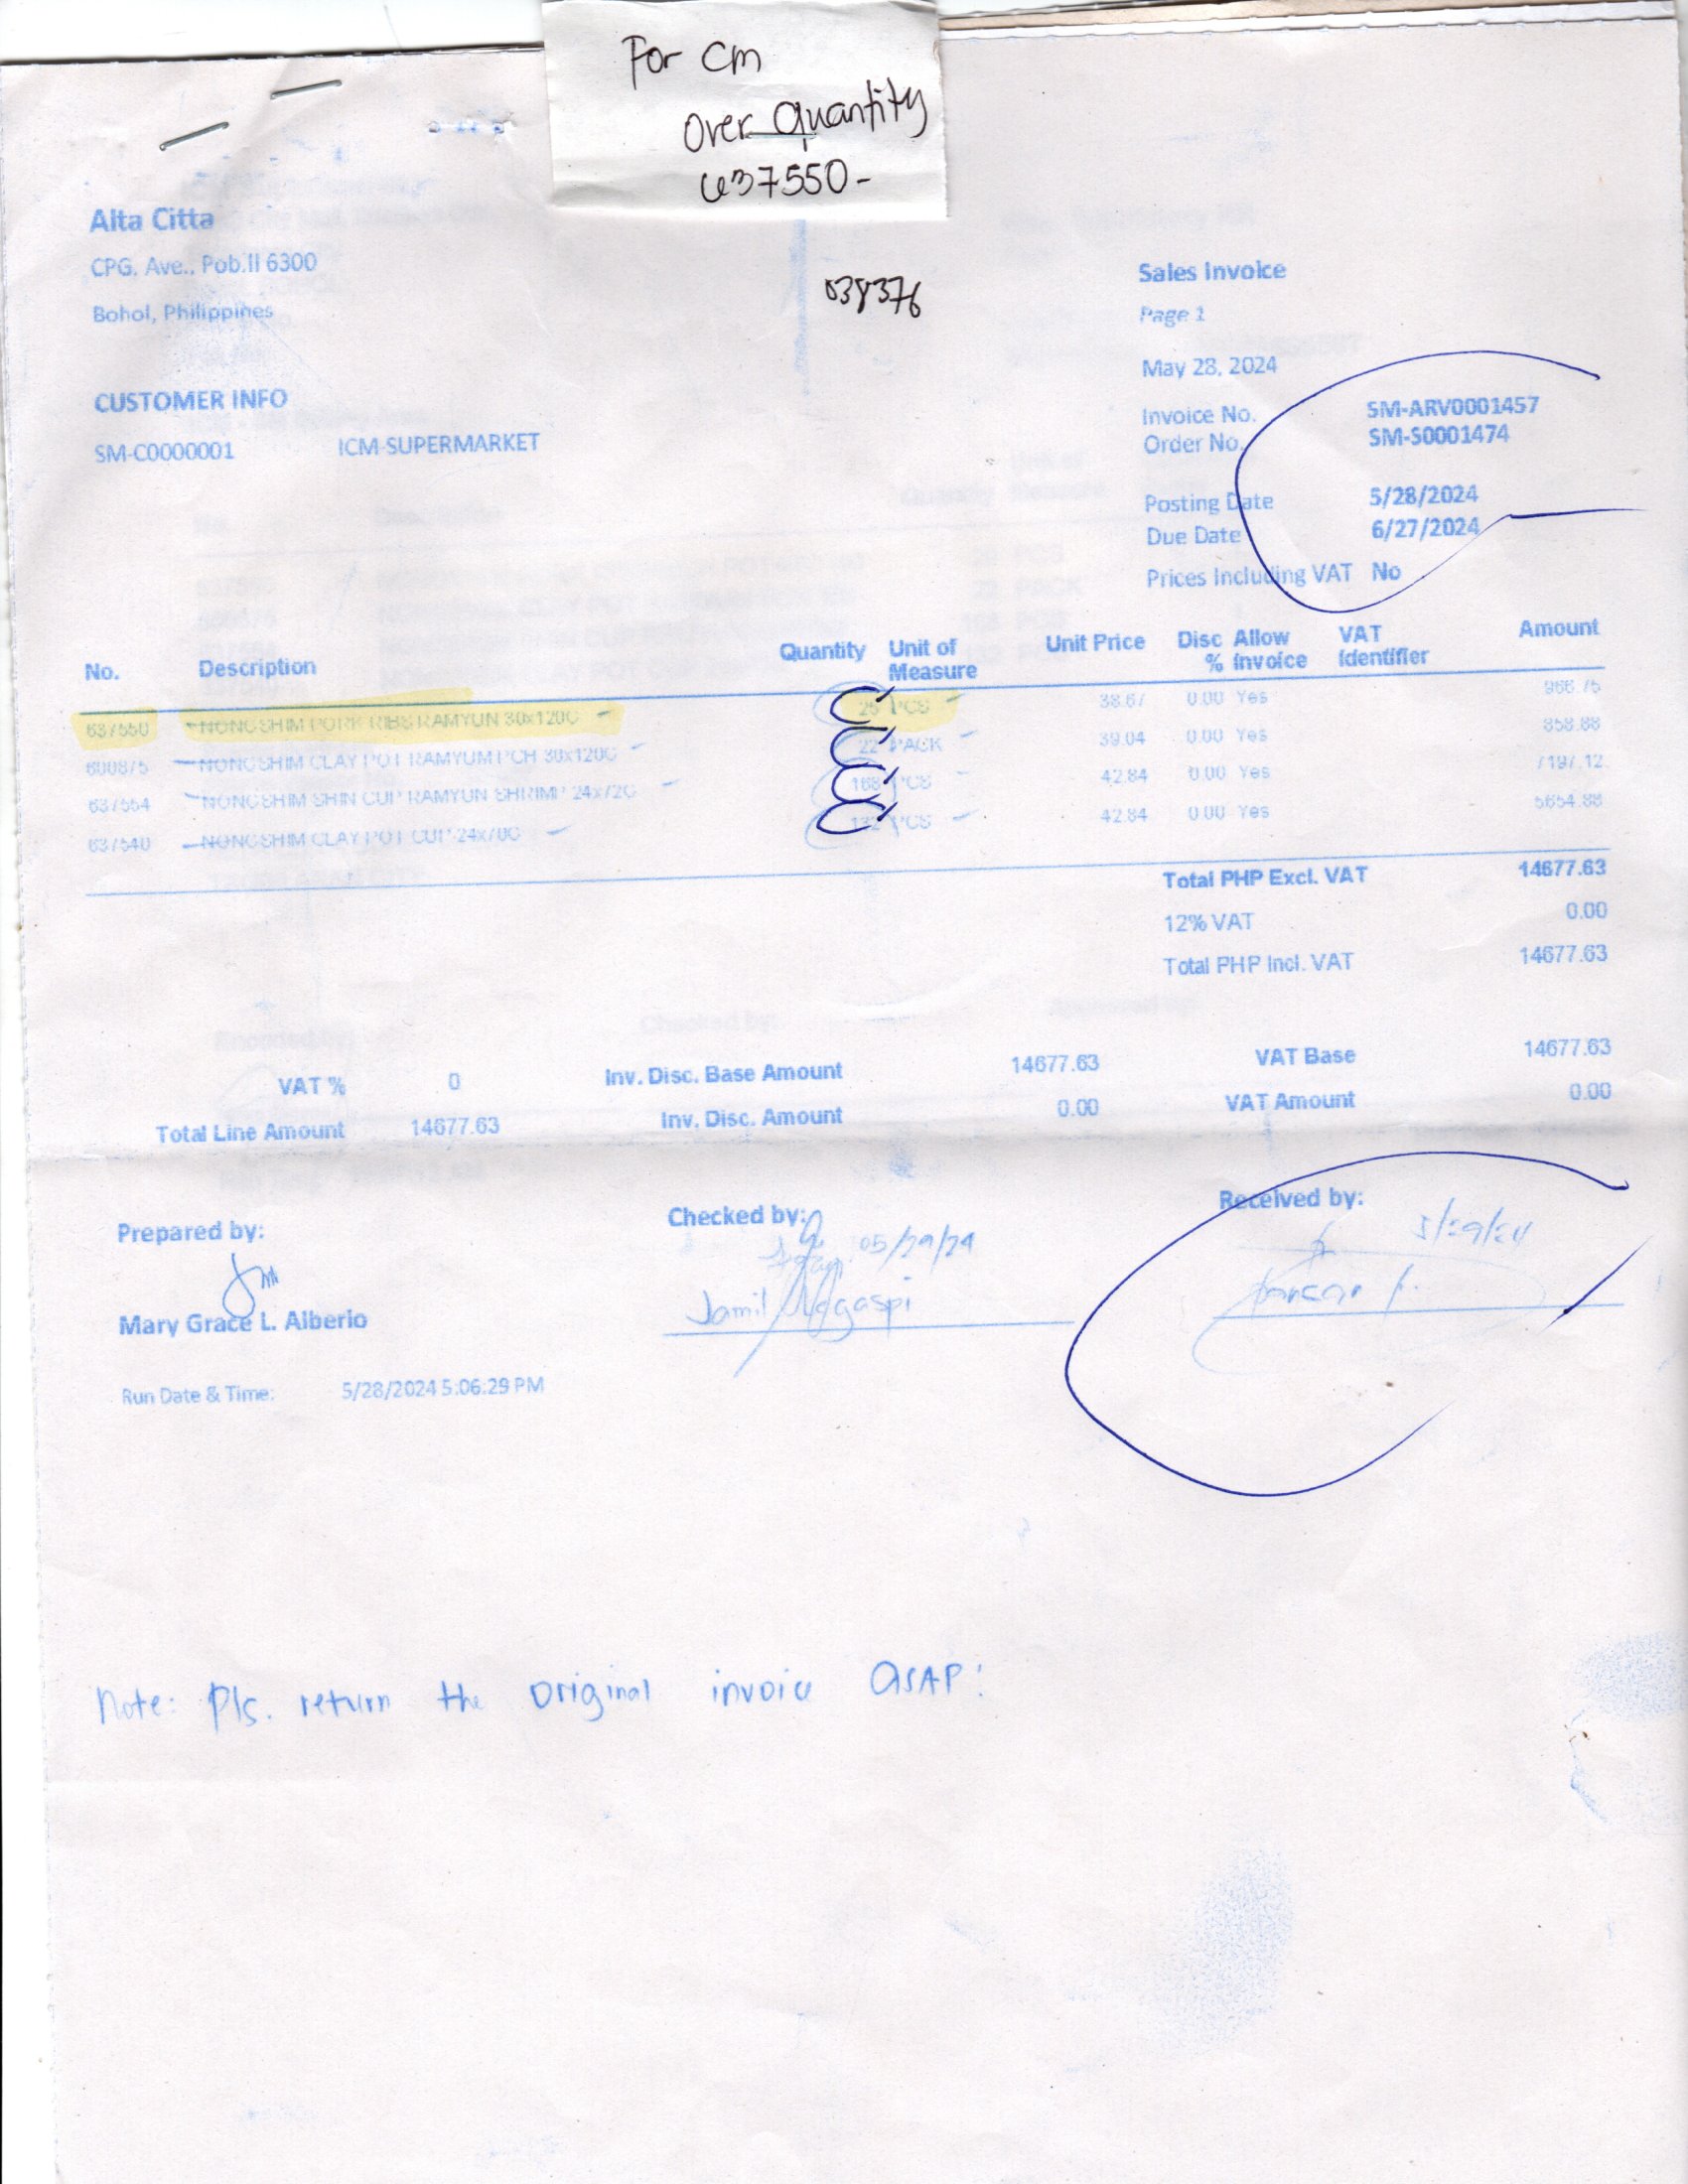 For cm
Over Quantity
637550-
Alta Citta
CPG. Ave., Pob.II 6300
Bohol, Philippines
038376
Sales Invoice
Page 1
May 28, 2024
Invoice No. SM-ARV0001457
Order No. SM-S0001474
CUSTOMER INFO
SM-C0000001 ICM-SUPERMARKET
Posting Date 5/28/2024
Due Date 6/27/2024
Prices Including VAT No
No. Description Quantity Unit of Measure Unit Price Disc % Allow Invoice VAT Identifier Amount
637550 NONGSHIM PORK RIBS RAMYUN 30x120G 25 PCS 38.67 0.00 Yes 966.75
600875 NONGSHIM CLAY POT RAMYUM PCH 30x120G 22 PACK 39.04 0.00 Yes 858.88
637554 NONGSHIM SHIN CUP RAMYUN SHRIMP 24x72G 168 PCS 42.84 0.00 Yes 7197.12
637540 NONGSHIM CLAY POT CUP 24x70G 132 PCS 42.84 0.00 Yes 5654.88
Total PHP Excl. VAT 14677.63
12% VAT 0.00
Total PHP Incl. VAT 14677.63
VAT % 0 Inv. Disc. Base Amount 14677.63 VAT Base 14677.63
Total Line Amount 14677.63 Inv. Disc. Amount 0.00 VAT Amount 0.00
Prepared by: Checked by: Received by:
05/29/24 5/29/24
Mary Grace L. Alberio Jamil
Run Date & Time: 5/28/2024 5:06:29 PM
Note: Pls. return the original invoice ASAP!